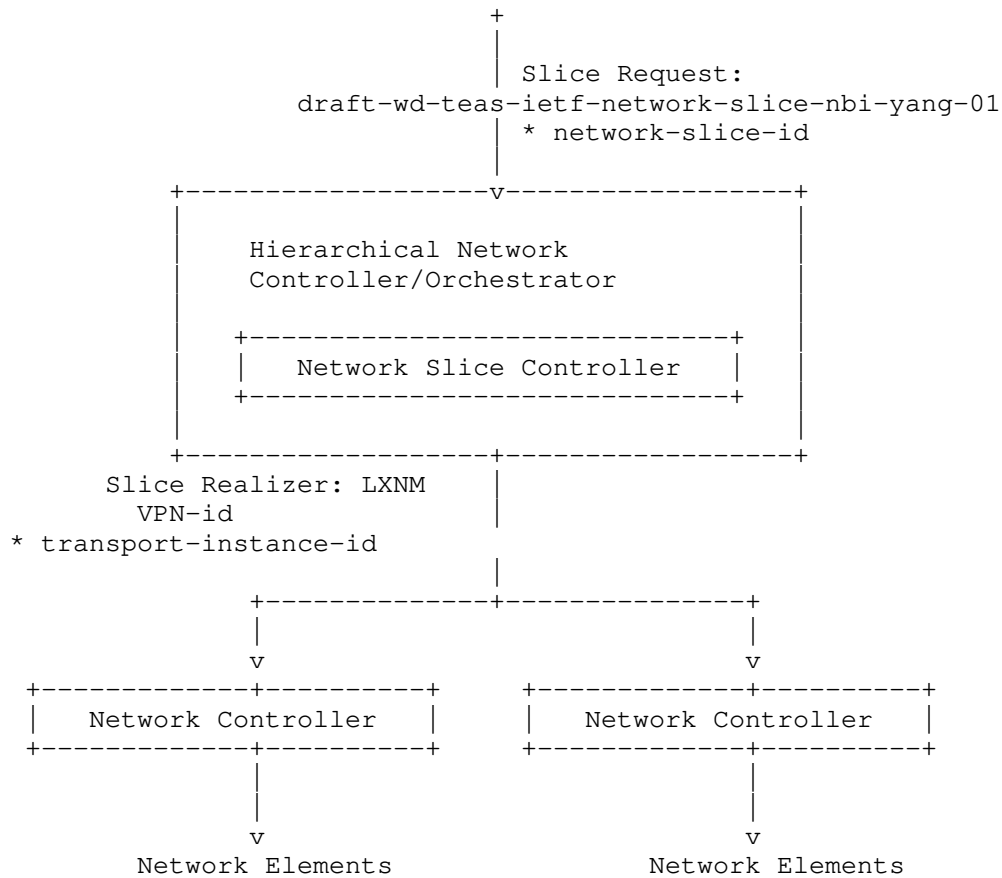 Slice Request:
draft-wd-teas-ietf-network-slice-nbi-yang-01
* network-slice-id
Hierarchical Network
Controller/Orchestrator
Network Slice Controller
Slice Realizer: LXNM
VPN-id
* transport-instance-id
Network Controller Network Controller
Network Elements Network Elements